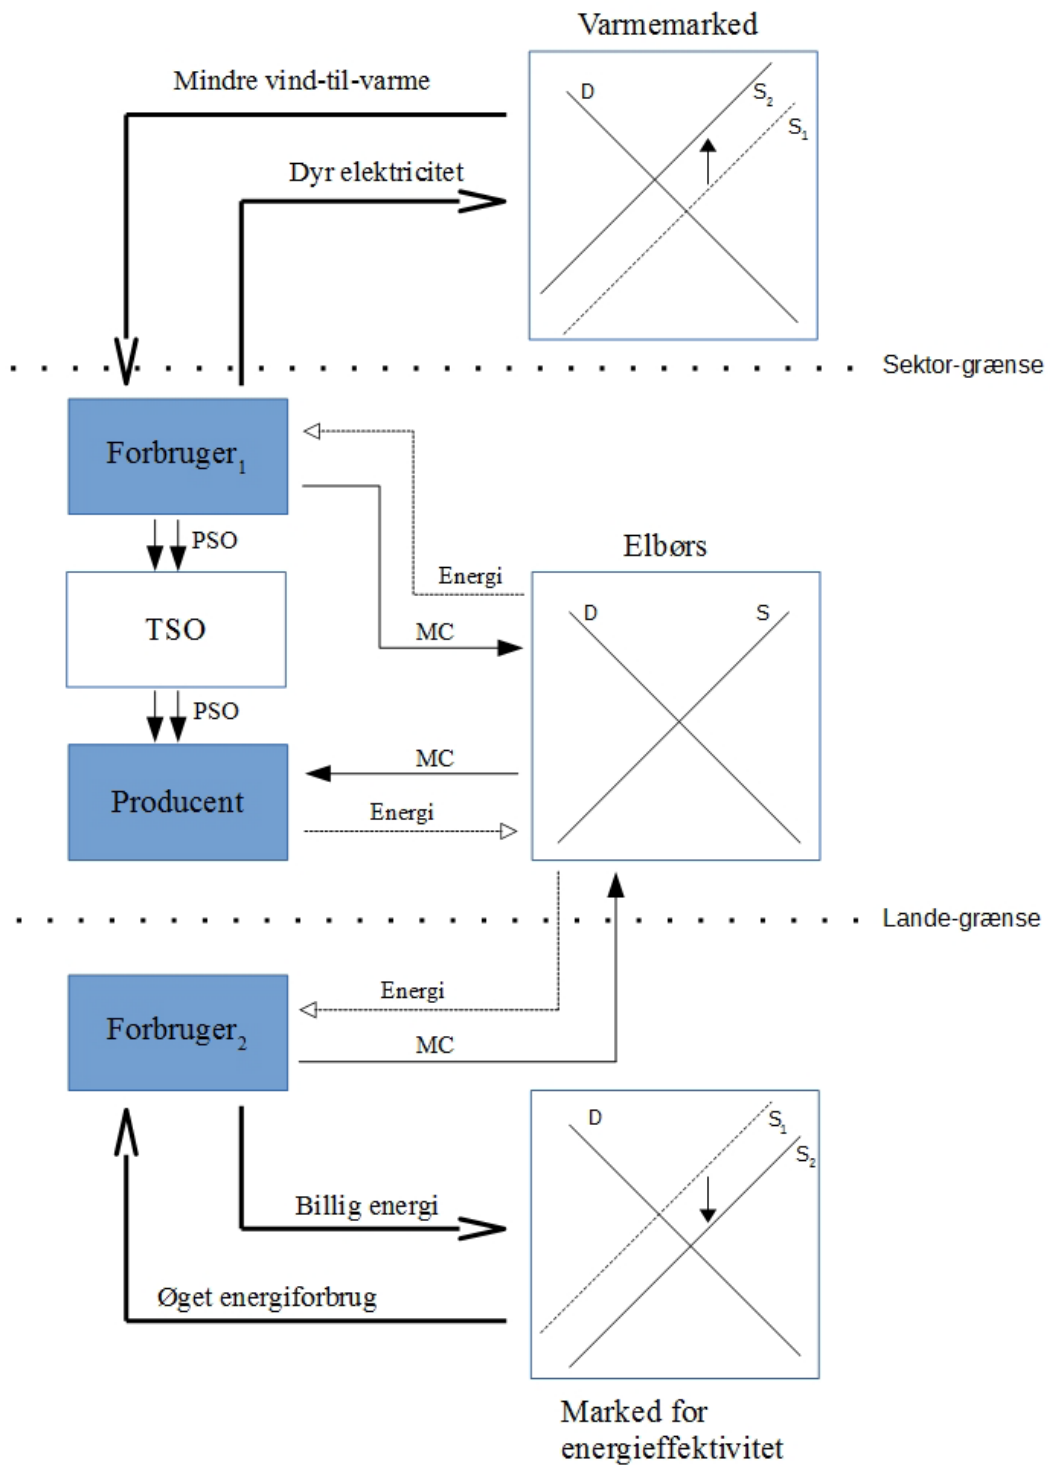 Varmemarked
Mindre vind-til-varme
D
S2
S1
Dyr elektricitet
Sektor-grænse
Forbruger1
PSO
Elbørs
Energi
D
S
TSO
MC
PSO
MC
Producent
Energi
Lande-grænse
Energi
Forbruger2
MC
D
S1
S2
Billig energi
Øget energiforbrug
Marked for
energieffektivitet